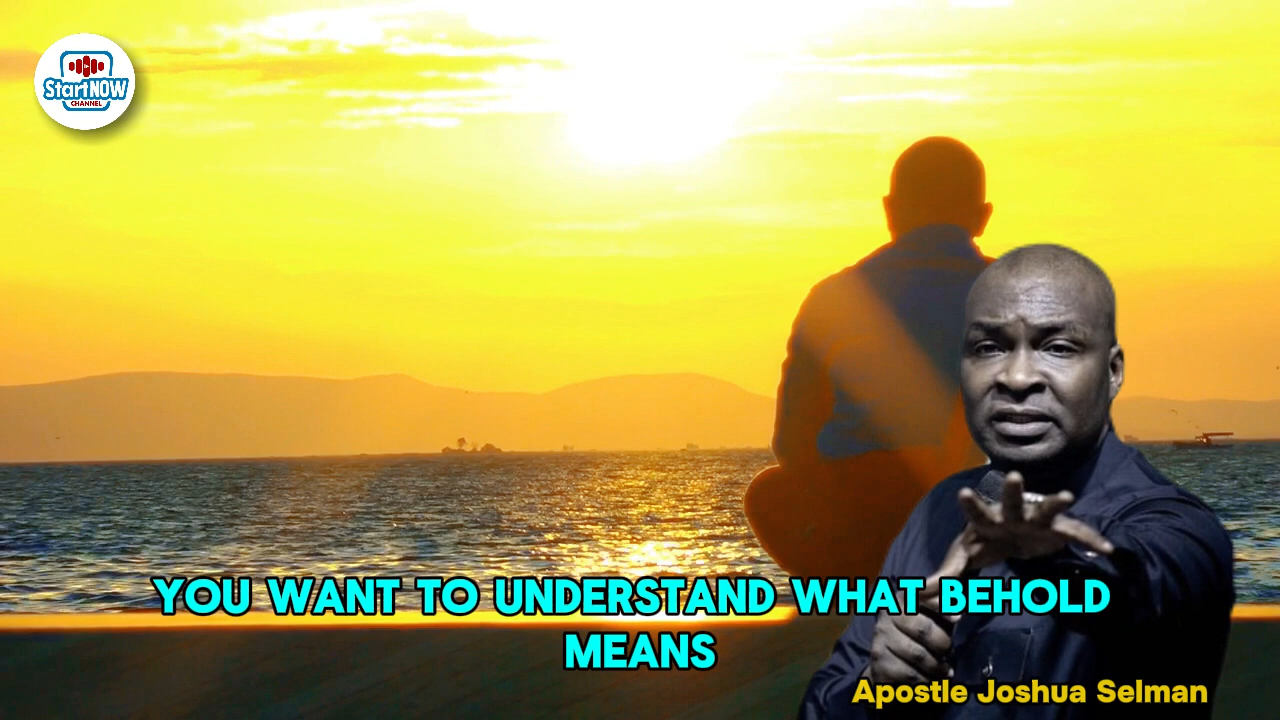 StartNOW
CHANNEL
YOU WANT TO UNDERSTAND WHAT BEHOLD
MEANS
Apostle Joshua Selman